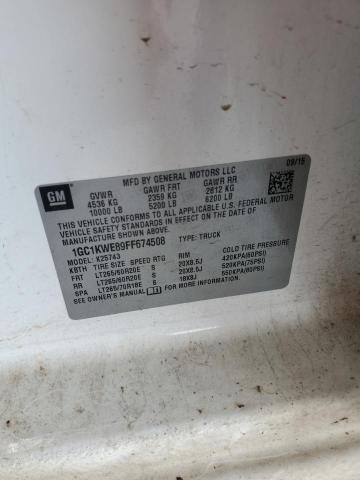 GM
MFD BY GENERAL MOTORS LLC 09/15
GVWR GAWR FRT GAWR RR
4536 KG 2359 KG 2812 KG
10000 LB 5200 LB 6200 LB
THIS VEHICLE CONFORMS TO ALL APPLICABLE U.S. FEDERAL MOTOR
VEHICLE SAFETY STANDARDS IN EFFECT ON THE DATE OF
MANUFACTURE SHOWN ABOVE.
1GC1KWE89FF674508 TYPE: TRUCK
MODEL: K25743
KBTH TIRE SIZE SPEED RTG RIM COLD TIRE PRESSURE
FRT LT265/60R20E S 20X8.5J 420KPA(60PSI)
RR LT265/60R20E S 20X8.5J 520KPA(75PSI)
SPA LT265/70R18E S 18X8J 550KPA(80PSI)
SEE OWNER'S MANUAL FOR ADDITIONAL INFORMATION